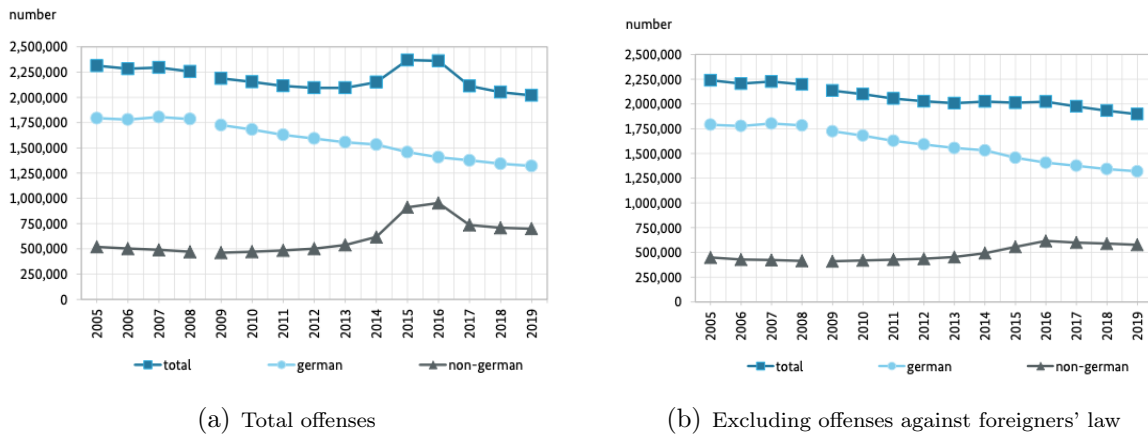 number
2,500,000
2,250,000
2,000,000
1,750,000
1,500,000
1,250,000
1,000,000
750,000
500,000
250,000
0
2005 2006 2007 2008 2009 2010 2011 2012 2013 2014 2015 2016 2017 2018 2019
total german non-german
(a) Total offenses
number
2,500,000
2,250,000
2,000,000
1,750,000
1,500,000
1,250,000
1,000,000
750,000
500,000
250,000
0
2005 2006 2007 2008 2009 2010 2011 2012 2013 2014 2015 2016 2017 2018 2019
total german non-german
(b) Excluding offenses against foreigners' law